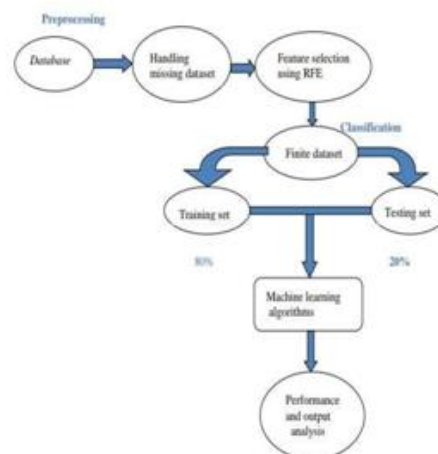 Preprocessing
Database
Handling
missing dataset
Feature selection
using RFE
Classification
Finite dataset
Training set
Testing set
80%
20%
Machine learning
algorithms
Performance
and output
analysis